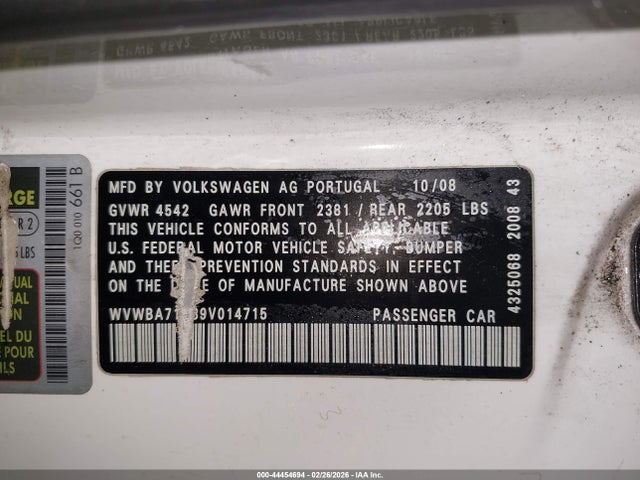 MFD BY VOLKSWAGEN AG PORTUGAL 10/08
GVWR 4542 GAWR FRONT 2381 / REAR 2205 LBS
THIS VEHICLE CONFORMS TO ALL APPLICABLE
U.S. FEDERAL MOTOR VEHICLE SAFETY- BUMPER
AND THEFT PREVENTION STANDARDS IN EFFECT
ON THE DATE OF MANUFACTURE SHOWN ABOVE
PASSENGER CAR
4325068 2008 43
1Q0 010 661 B
000-44454694 | 02/26/2026 - IAAI, Inc.